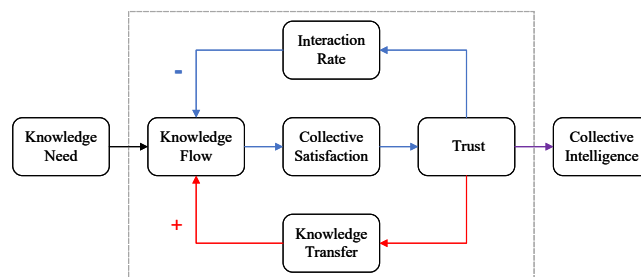 Interaction
Rate
-
Knowledge
Need
Knowledge
Flow
Collective
Satisfaction
Trust
Collective
Intelligence
+
Knowledge
Transfer